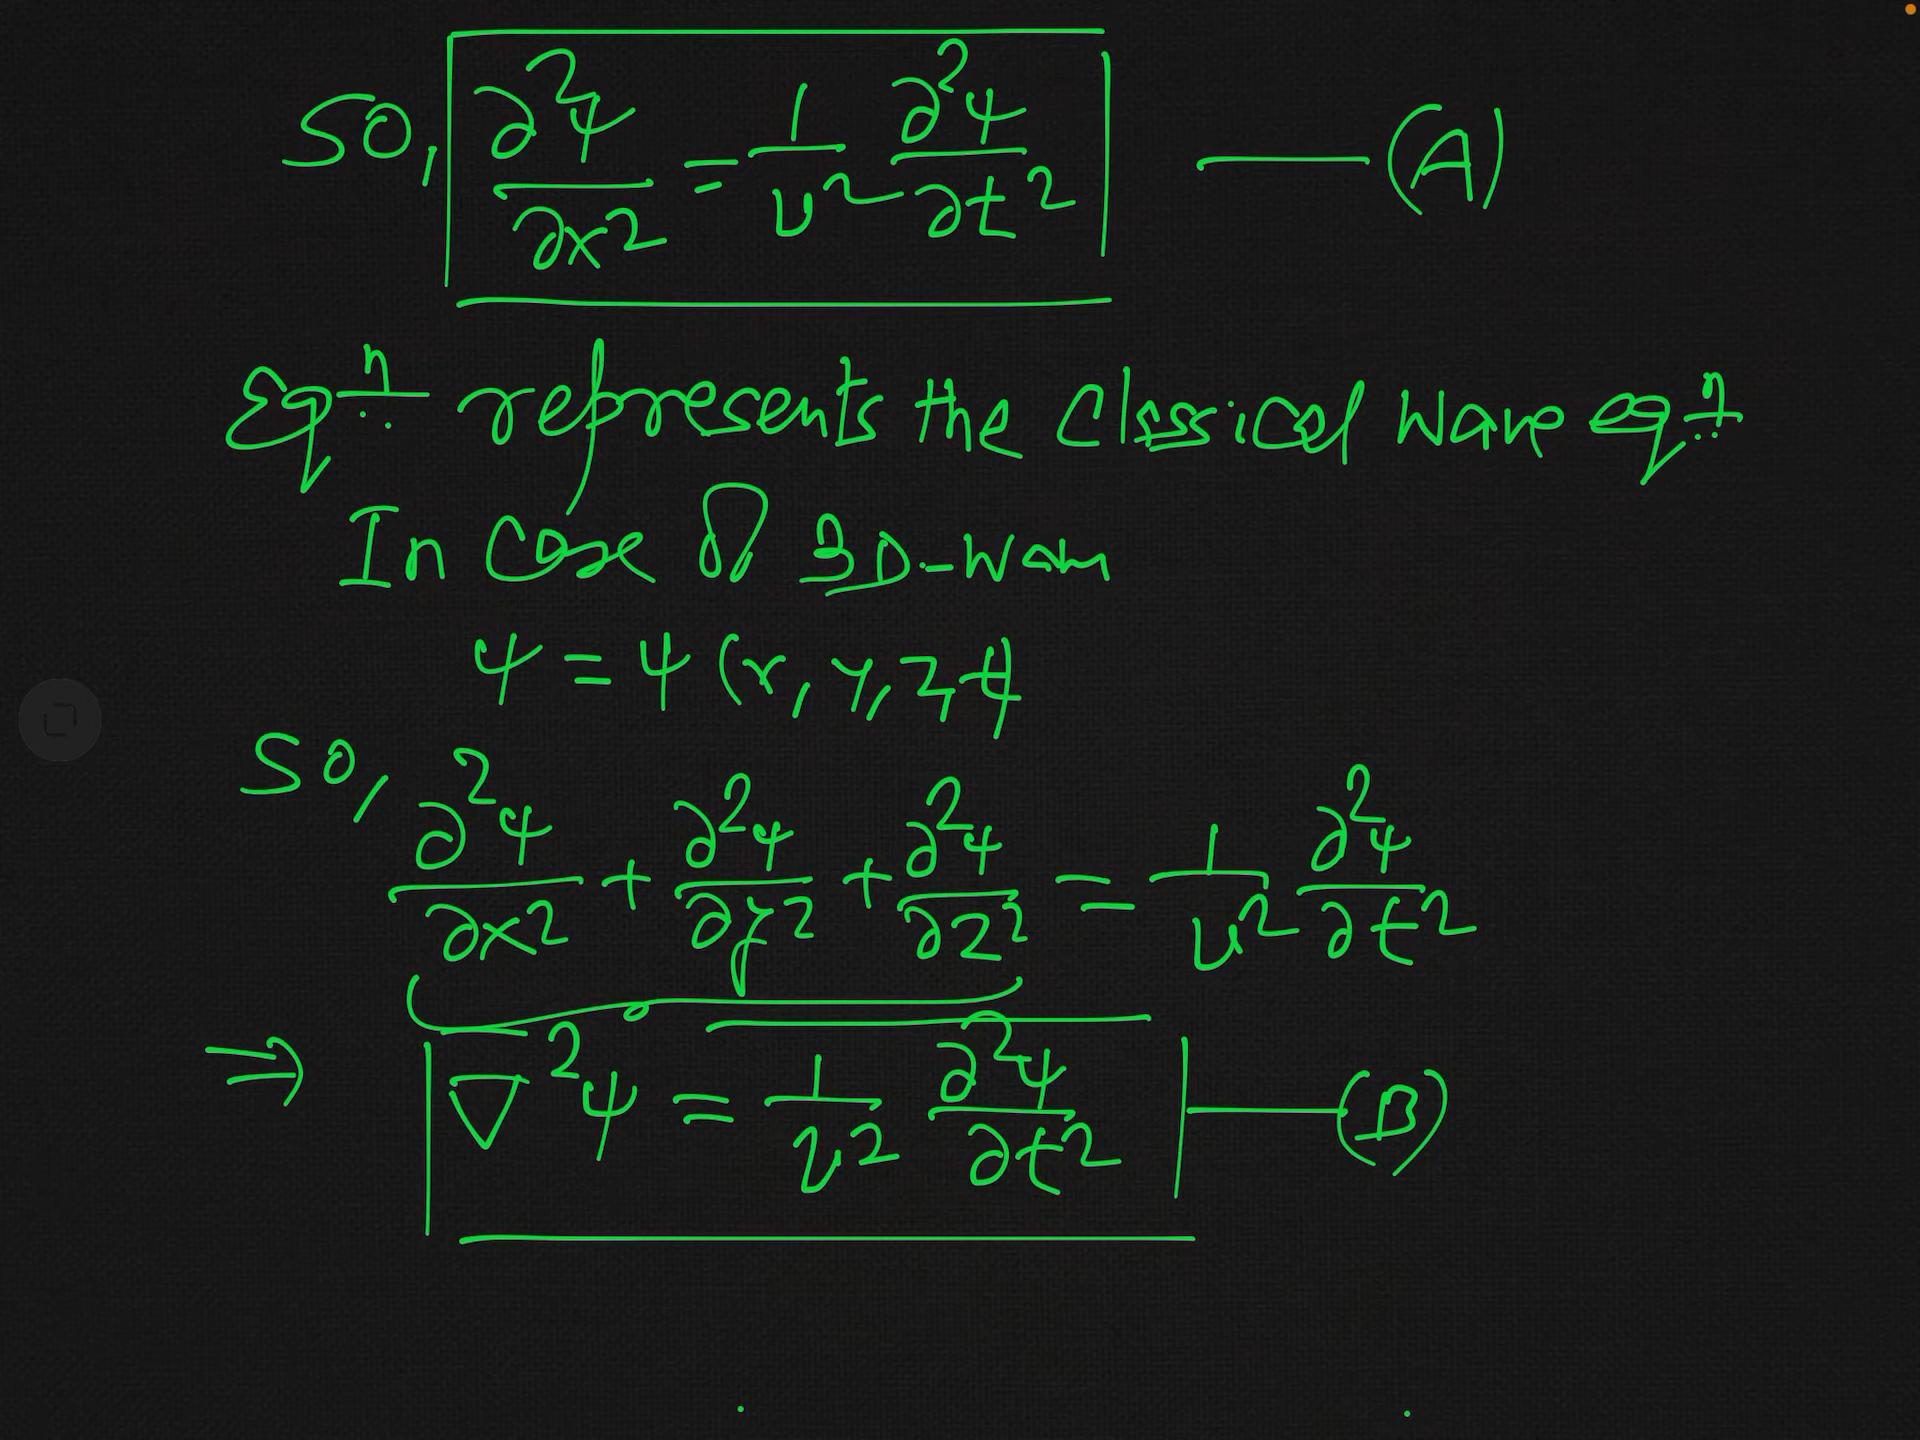 So, ∂²ψ/∂x² = 1/v² ∂²ψ/∂t² — (A)
Eqⁿ represents the Classical wave eqⁿ
In case of 3D-wave
ψ = ψ (x, y, z, t)
So, ∂²ψ/∂x² + ∂²ψ/∂y² + ∂²ψ/∂z² = 1/v² ∂²ψ/∂t²
⇒ ∇²ψ = 1/v² ∂²ψ/∂t² — (B)